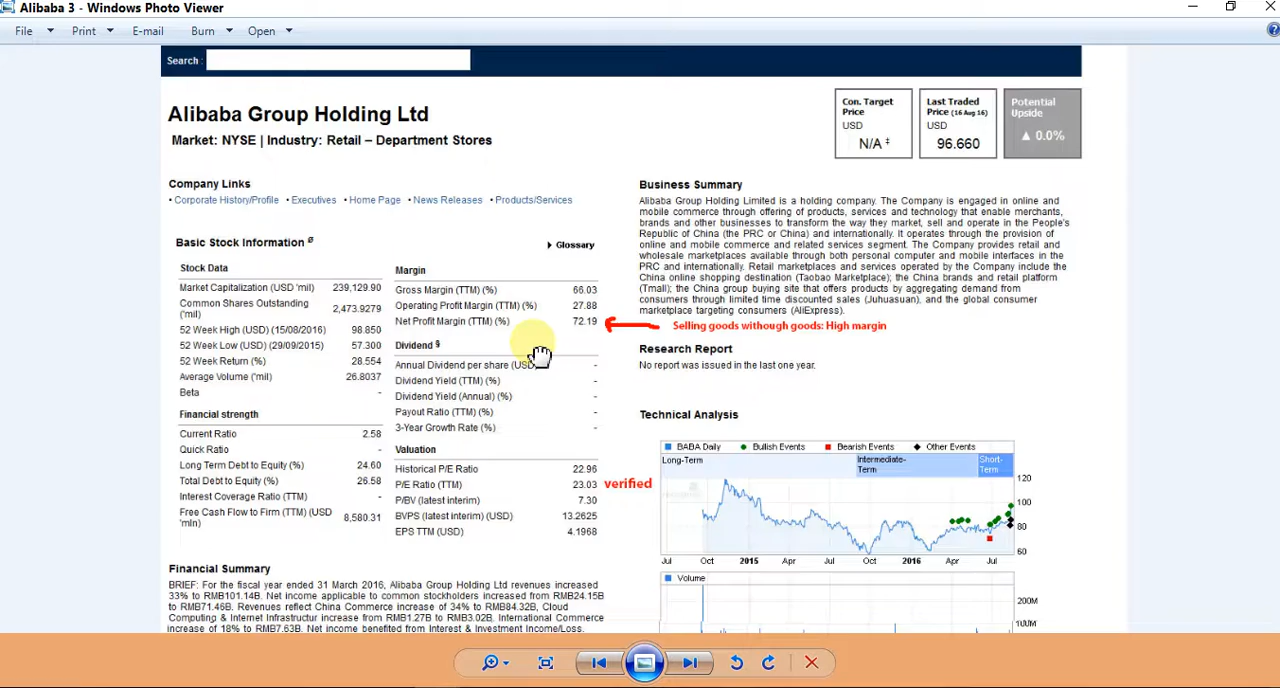 Alibaba 3 - Windows Photo Viewer
File Print E-mail Burn Open
Search :
Alibaba Group Holding Ltd
Market: NYSE | Industry: Retail – Department Stores
Con. Target Price
USD
N/A ‡
Last Traded Price (16 Aug 16)
USD
96.660
Potential Upside
▲ 0.0%
Company Links
• Corporate History/Profile • Executives • Home Page • News Releases • Products/Services
Basic Stock Information ø
Glossary
Stock Data
Market Capitalization (USD 'mil) 239,129.90
Common Shares Outstanding ('mil) 2,473.9279
52 Week High (USD) (15/08/2016) 98.850
52 Week Low (USD) (29/09/2015) 57.300
52 Week Return (%) 28.554
Average Volume ('mil) 26.8037
Beta -
Financial strength
Current Ratio 2.58
Quick Ratio -
Long Term Debt to Equity (%) 24.60
Total Debt to Equity (%) 26.58
Interest Coverage Ratio (TTM) -
Free Cash Flow to Firm (TTM) (USD 'mln) 8,580.31
Margin
Gross Margin (TTM) (%) 66.03
Operating Profit Margin (TTM) (%) 27.88
Net Profit Margin (TTM) (%) 72.19
Selling goods withough goods: High margin
Dividend §
Annual Dividend per share (USD -
Dividend Yield (TTM) (%) -
Dividend Yield (Annual) (%) -
Payout Ratio (TTM) (%) -
3-Year Growth Rate (%) -
Valuation
Historical P/E Ratio 22.96
P/E Ratio (TTM) 23.03
verified
P/BV (latest interim) 7.30
BVPS (latest interim) (USD) 13.2625
EPS TTM (USD) 4.1968
Financial Summary
BRIEF: For the fiscal year ended 31 March 2016, Alibaba Group Holding Ltd revenues increased
33% to RMB101.14B. Net income applicable to common stockholders increased from RMB24.15B
to RMB71.46B. Revenues reflect China Commerce increase of 34% to RMB84.32B, Cloud
Computing & Internet Infrastructur increase from RMB1.27B to RMB3.02B, International Commerce
increase of 18% to RMB7.63B. Net income benefited from Interest & Investment Income/Loss.
Business Summary
Alibaba Group Holding Limited is a holding company. The Company is engaged in online and
mobile commerce through offering of products, services and technology that enable merchants,
brands and other businesses to transform the way they market, sell and operate in the People's
Republic of China (the PRC or China) and internationally. It operates through the provision of
online and mobile commerce and related services segment. The Company provides retail and
wholesale marketplaces available through both personal computer and mobile interfaces in the
PRC and internationally. Retail marketplaces and services operated by the Company include the
China online shopping destination (Taobao Marketplace); the China brands and retail platform
(Tmall); the China group buying site that offers products by aggregating demand from
consumers through limited time discounted sales (Juhuasuan), and the global consumer
marketplace targeting consumers (AliExpress).
Research Report
No report was issued in the last one year.
Technical Analysis
BABA Daily Bullish Events Bearish Events Other Events
Long-Term Intermediate-Term Short-Term
120
100
80
60
Jul Oct 2015 Apr Jul Oct 2016 Apr Jul
Volume
200M
100M